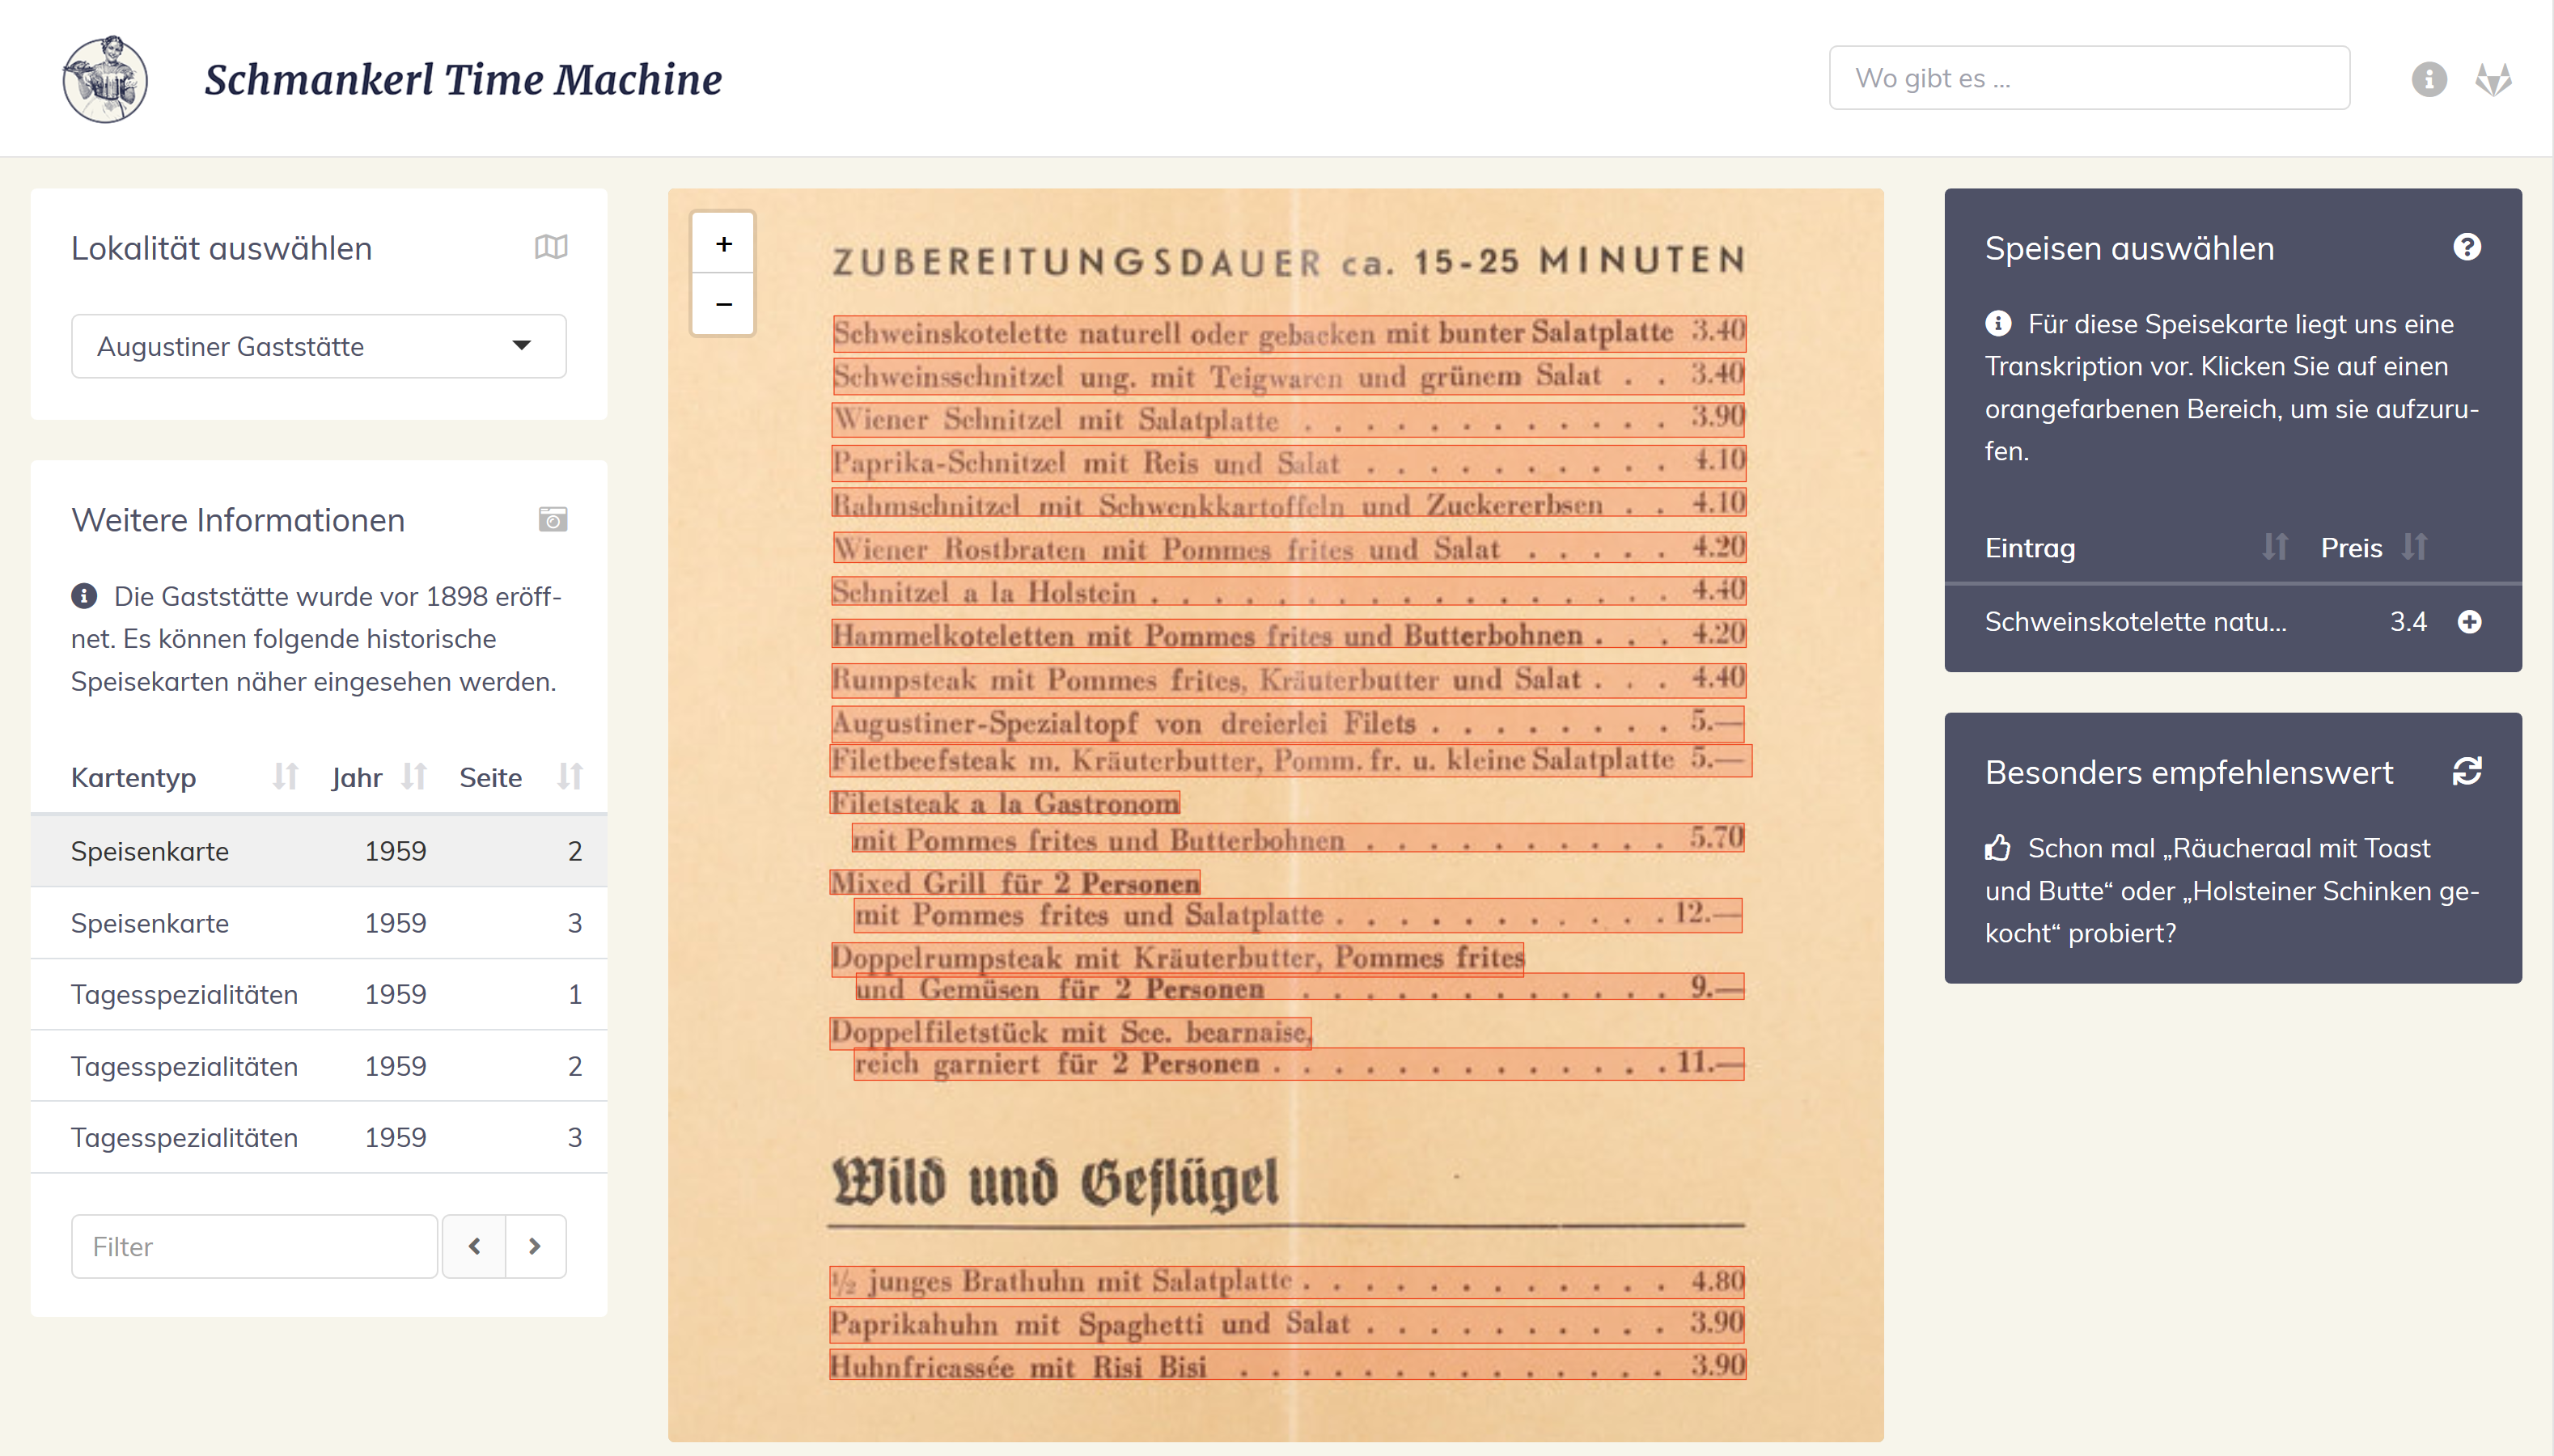 Schmankerl Time Machine
Wo gibt es ...
Lokalität auswählen
Augustiner Gaststätte
Weitere Informationen
Die Gaststätte wurde vor 1898 eröff-
net. Es können folgende historische
Speisekarten näher eingesehen werden.
Kartentyp Jahr Seite
Speisenkarte 1959 2
Speisenkarte 1959 3
Tagesspezialitäten 1959 1
Tagesspezialitäten 1959 2
Tagesspezialitäten 1959 3
Filter
+
−
ZUBEREITUNGSDAUER ca. 15-25 MINUTEN
Schweinskotelette naturell oder gebacken mit bunter Salatplatte 3.40
Schweinsschnitzel ung. mit Teigwaren und grünem Salat . . 3.40
Wiener Schnitzel mit Salatplatte . . . . . . . . . . . . 3.90
Paprika-Schnitzel mit Reis und Salat . . . . . . . . . . 4.10
Rahmschnitzel mit Schwenkkartoffeln und Zuckererbsen . . 4.10
Wiener Rostbraten mit Pommes frites und Salat . . . . . 4.20
Schnitzel a la Holstein . . . . . . . . . . . . . . . . . 4.40
Hammelkoteletten mit Pommes frites und Butterbohnen . . . 4.20
Rumpsteak mit Pommes frites, Kräuterbutter und Salat . . . 4.40
Augustiner-Spezialtopf von dreierlei Filets . . . . . . . . 5.—
Filetbeefsteak m. Kräuterbutter, Pomm. fr. u. kleine Salatplatte 5.—
Filetsteak a la Gastronom
mit Pommes frites und Butterbohnen . . . . . . . . . . 5.70
Mixed Grill für 2 Personen
mit Pommes frites und Salatplatte . . . . . . . . . . . 12.—
Doppelrumpsteak mit Kräuterbutter, Pommes frites
und Gemüsen für 2 Personen . . . . . . . . . . . . 9.—
Doppelfiletstück mit Sce. bearnaise,
reich garniert für 2 Personen . . . . . . . . . . . . . 11.—
Wild und Geflügel
½ junges Brathuhn mit Salatplatte . . . . . . . . . . . . 4.80
Paprikahuhn mit Spaghetti und Salat . . . . . . . . . . 3.90
Huhnfricassée mit Risi Bisi . . . . . . . . . . . . . . 3.90
Speisen auswählen
Für diese Speisekarte liegt uns eine
Transkription vor. Klicken Sie auf einen
orangefarbenen Bereich, um sie aufzuru-
fen.
Eintrag Preis
Schweinskotelette natu... 3.4
Besonders empfehlenswert
Schon mal „Räucheraal mit Toast
und Butte“ oder „Holsteiner Schinken ge-
kocht“ probiert?